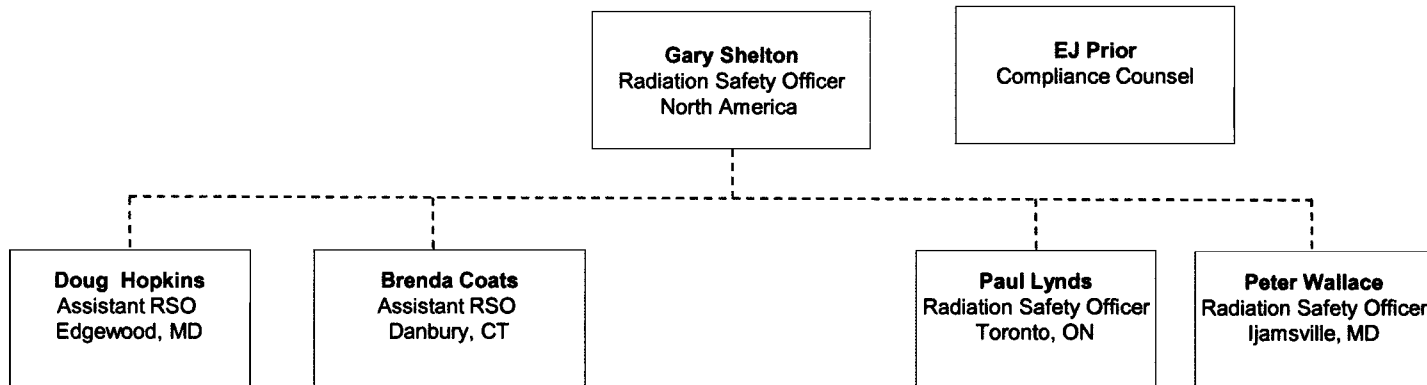 Gary Shelton
Radiation Safety Officer
North America
EJ Prior
Compliance Counsel
Doug Hopkins
Assistant RSO
Edgewood, MD
Brenda Coats
Assistant RSO
Danbury, CT
Paul Lynds
Radiation Safety Officer
Toronto, ON
Peter Wallace
Radiation Safety Officer
Ijamsville, MD